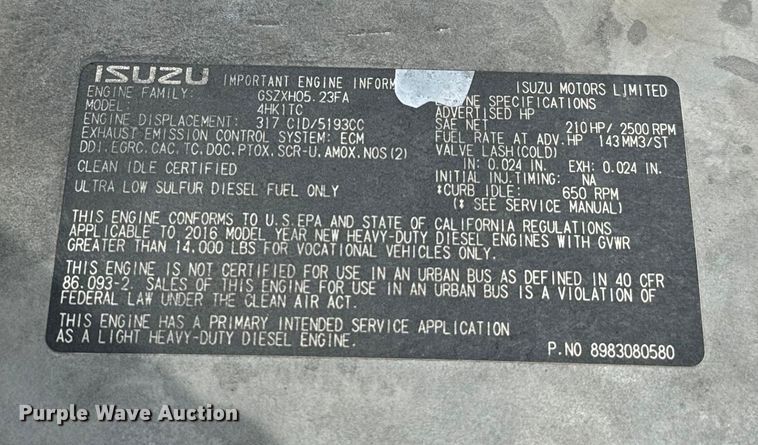 ISUZU IMPORTANT ENGINE INFORM ISUZU MOTORS LIMITED
ENGINE FAMILY: GSZXH05.23FA ENGINE SPECIFICATIONS
MODEL: 4HK1TC ADVERTISED HP
ENGINE DISPLACEMENT: 317 CID/5193CC SAE NET: 210HP/ 2500RPM
EXHAUST EMISSION CONTROL SYSTEM: ECM FUEL RATE AT ADV.HP 143MM3/ST
DDI.EGRC.CAC.TC.DOC.PTOX.SCR-U.AMOX.NOS(2) VALVE LASH(COLD)
IN: 0.024 IN. EXH: 0.024 IN.
CLEAN IDLE CERTIFIED INITIAL INJ.TIMING: NA
*CURB IDLE: 650 RPM
ULTRA LOW SULFUR DIESEL FUEL ONLY (* SEE SERVICE MANUAL)
THIS ENGINE CONFORMS TO U.S.EPA AND STATE OF CALIFORNIA REGULATIONS
APPLICABLE TO 2016 MODEL YEAR NEW HEAVY-DUTY DIESEL ENGINES WITH GVWR
GREATER THAN 14.000 LBS FOR VOCATIONAL VEHICLES ONLY.
THIS ENGINE IS NOT CERTIFIED FOR USE IN AN URBAN BUS AS DEFINED IN 40 CFR
86.093-2. SALES OF THIS ENGINE FOR USE IN AN URBAN BUS IS A VIOLATION OF
FEDERAL LAW UNDER THE CLEAN AIR ACT.
THIS ENGINE HAS A PRIMARY INTENDED SERVICE APPLICATION
AS A LIGHT HEAVY-DUTY DIESEL ENGINE. P.NO 8983080580
Purple Wave Auction